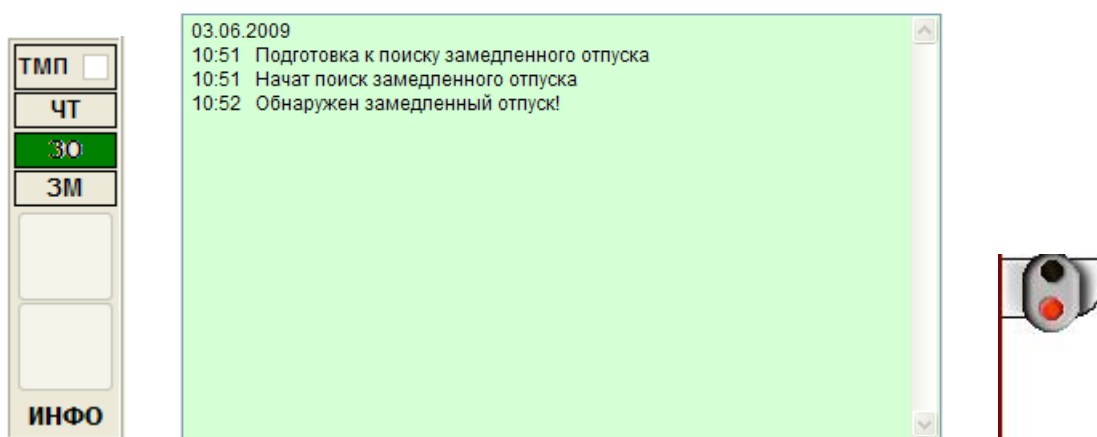 ТМП
ЧТ
ЗО
ЗМ
ИНФО
03.06.2009
10:51 Подготовка к поиску замедленного отпуска
10:51 Начат поиск замедленного отпуска
10:52 Обнаружен замедленный отпуск!